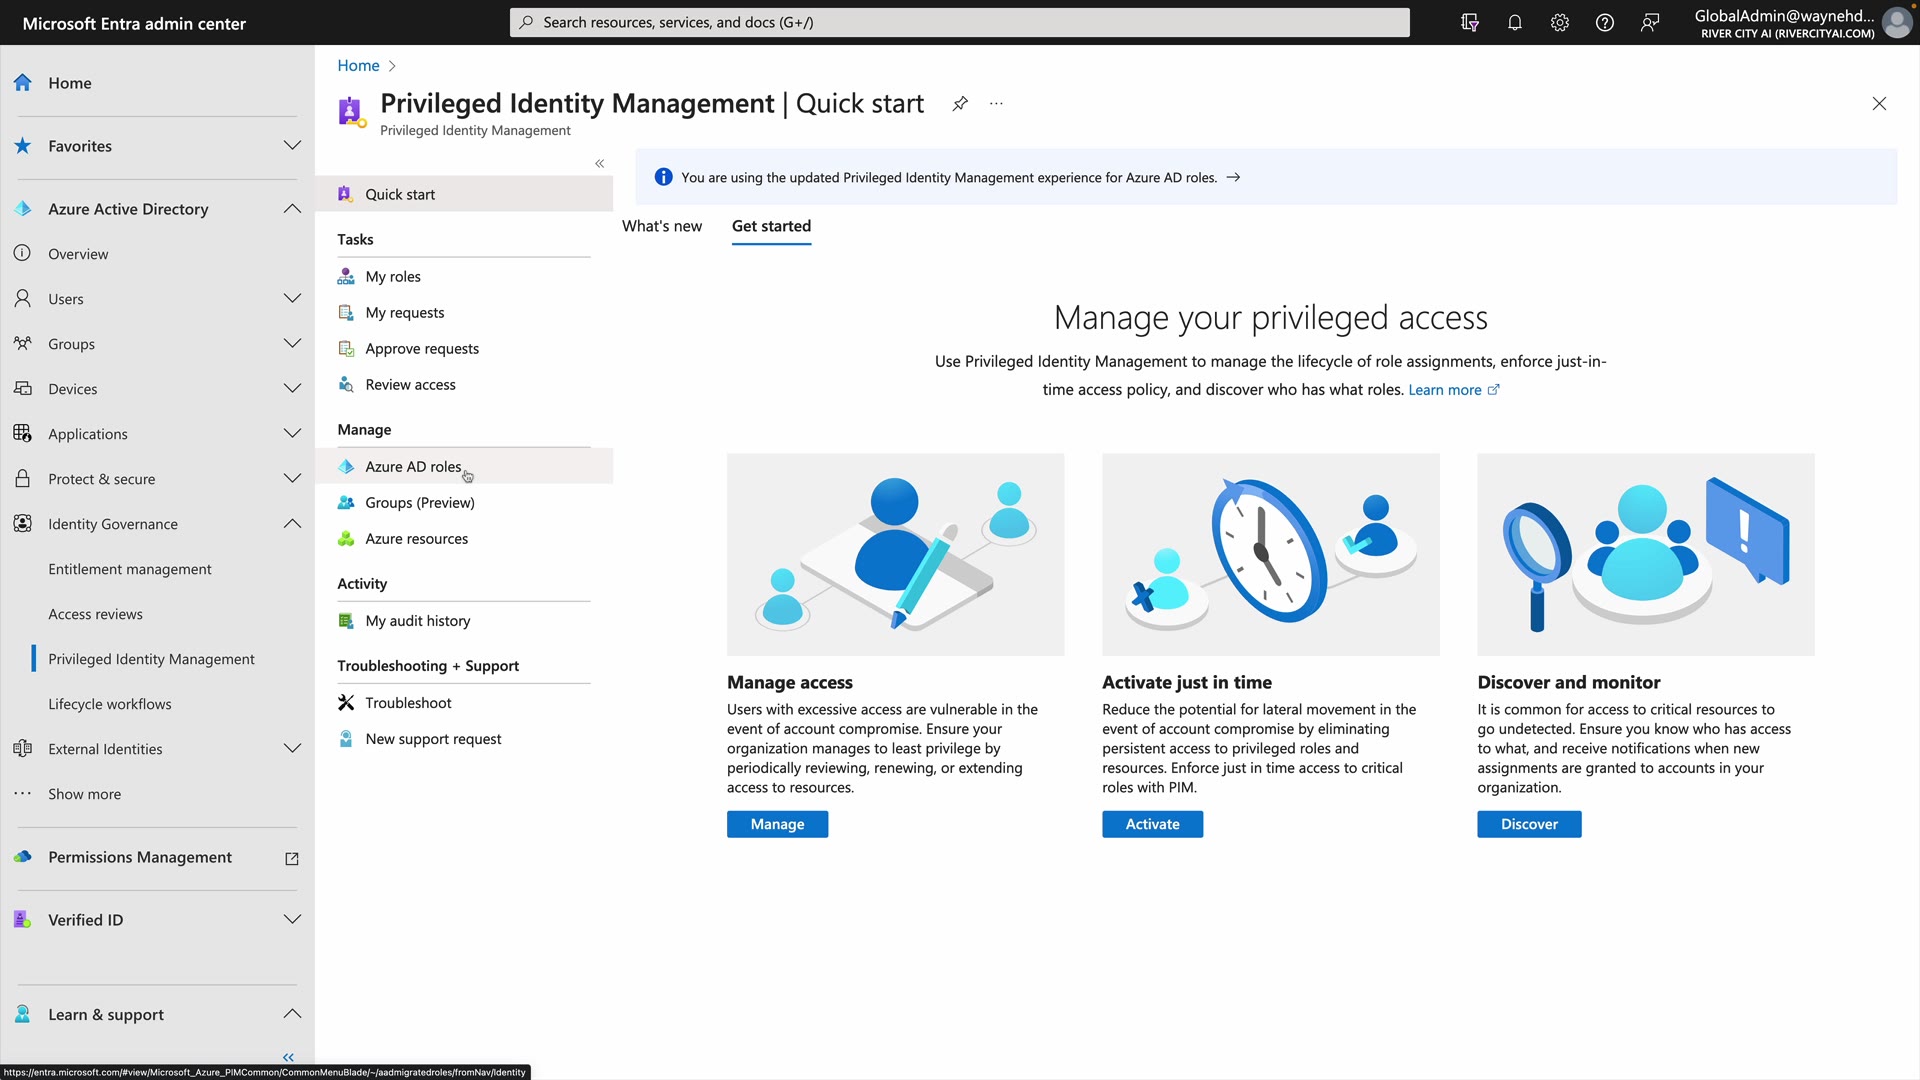 Microsoft Entra admin center
Search resources, services, and docs (G+/)
GlobalAdmin@waynehd...
RIVER CITY AI (RIVERCITYAI.COM)
Home
Favorites
Azure Active Directory
Overview
Users
Groups
Devices
Applications
Protect & secure
Identity Governance
Entitlement management
Access reviews
Privileged Identity Management
Lifecycle workflows
External Identities
Show more
Permissions Management
Verified ID
Learn & support
Home
Privileged Identity Management | Quick start
Privileged Identity Management
Quick start
Tasks
My roles
My requests
Approve requests
Review access
Manage
Azure AD roles
Groups (Preview)
Azure resources
Activity
My audit history
Troubleshooting + Support
Troubleshoot
New support request
You are using the updated Privileged Identity Management experience for Azure AD roles. →
What's new
Get started
Manage your privileged access
Use Privileged Identity Management to manage the lifecycle of role assignments, enforce just-in-
time access policy, and discover who has what roles. Learn more
Manage access
Users with excessive access are vulnerable in the
event of account compromise. Ensure your
organization manages to least privilege by
periodically reviewing, renewing, or extending
access to resources.
Manage
Activate just in time
Reduce the potential for lateral movement in the
event of account compromise by eliminating
persistent access to privileged roles and
resources. Enforce just in time access to critical
roles with PIM.
Activate
Discover and monitor
It is common for access to critical resources to
go undetected. Ensure you know who has access
to what, and receive notifications when new
assignments are granted to accounts in your
organization.
Discover
https://entra.microsoft.com/#view/Microsoft_Azure_PIMCommon/CommonMenuBlade/~/aadmigratedroles/fromNav/Identity